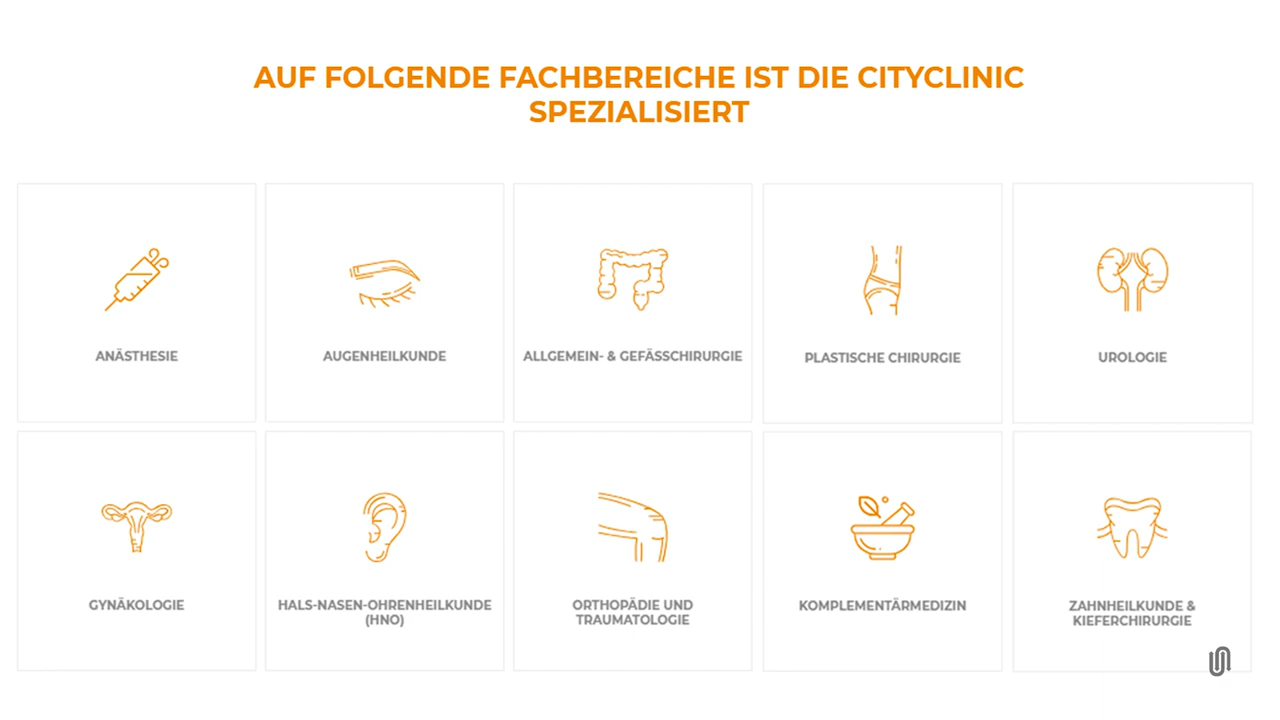 AUF FOLGENDE FACHBEREICHE IST DIE CITYCLINIC
SPEZIALISIERT
ANÄSTHESIE
AUGENHEILKUNDE
ALLGEMEIN- & GEFÄSSCHIRURGIE
PLASTISCHE CHIRURGIE
UROLOGIE
GYNÄKOLOGIE
HALS-NASEN-OHRENHEILKUNDE
(HNO)
ORTHOPÄDIE UND
TRAUMATOLOGIE
KOMPLEMENTÄRMEDIZIN
ZAHNHEILKUNDE &
KIEFERCHIRURGIE